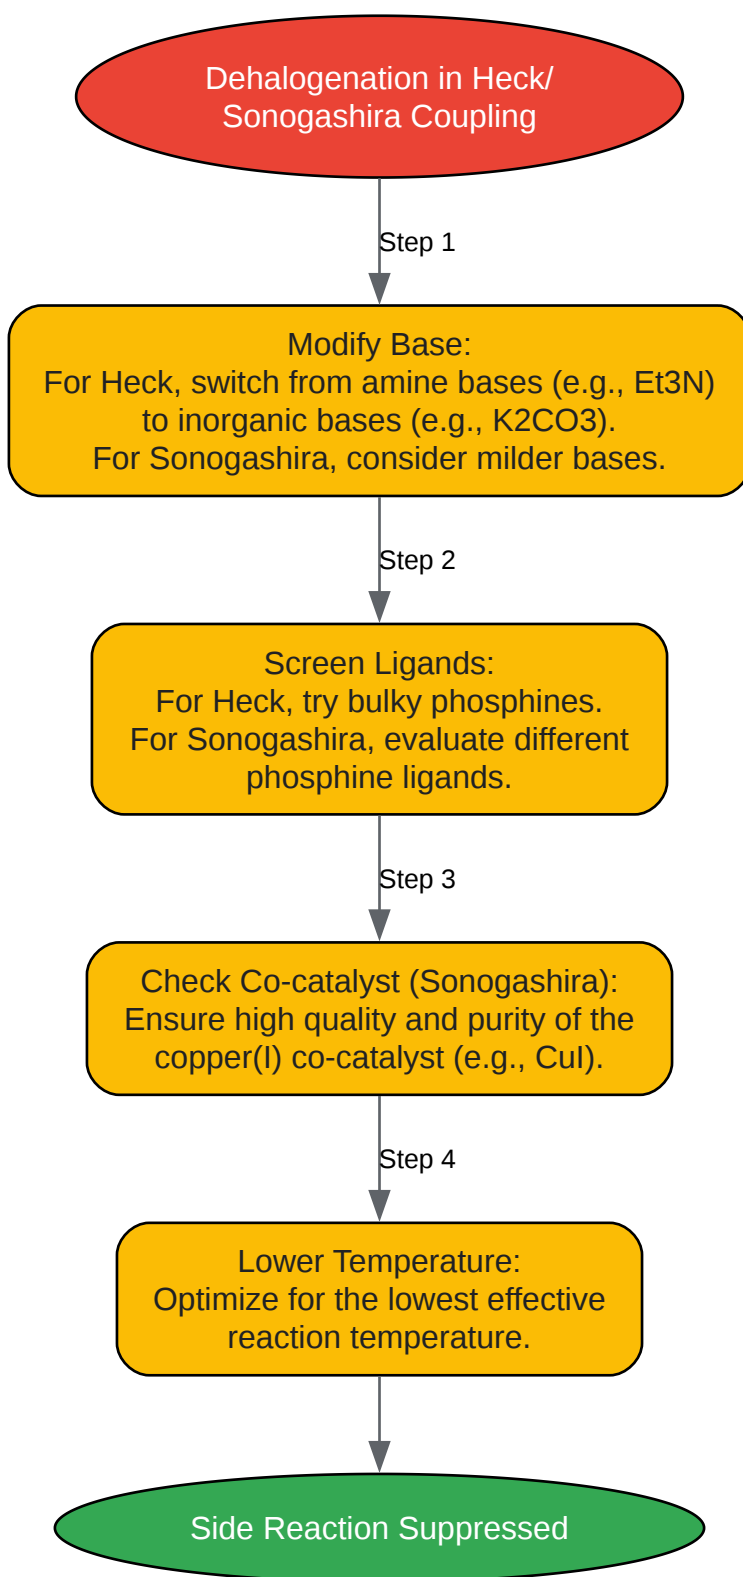 Dehalogenation in Heck/
Sonogashira Coupling
Step 1
Modify Base:
For Heck, switch from amine bases (e.g., Et3N)
to inorganic bases (e.g., K2CO3).
For Sonogashira, consider milder bases.
Step 2
Screen Ligands:
For Heck, try bulky phosphines.
For Sonogashira, evaluate different
phosphine ligands.
Step 3
Check Co-catalyst (Sonogashira):
Ensure high quality and purity of the
copper(I) co-catalyst (e.g., CuI).
Step 4
Lower Temperature:
Optimize for the lowest effective
reaction temperature.
Side Reaction Suppressed